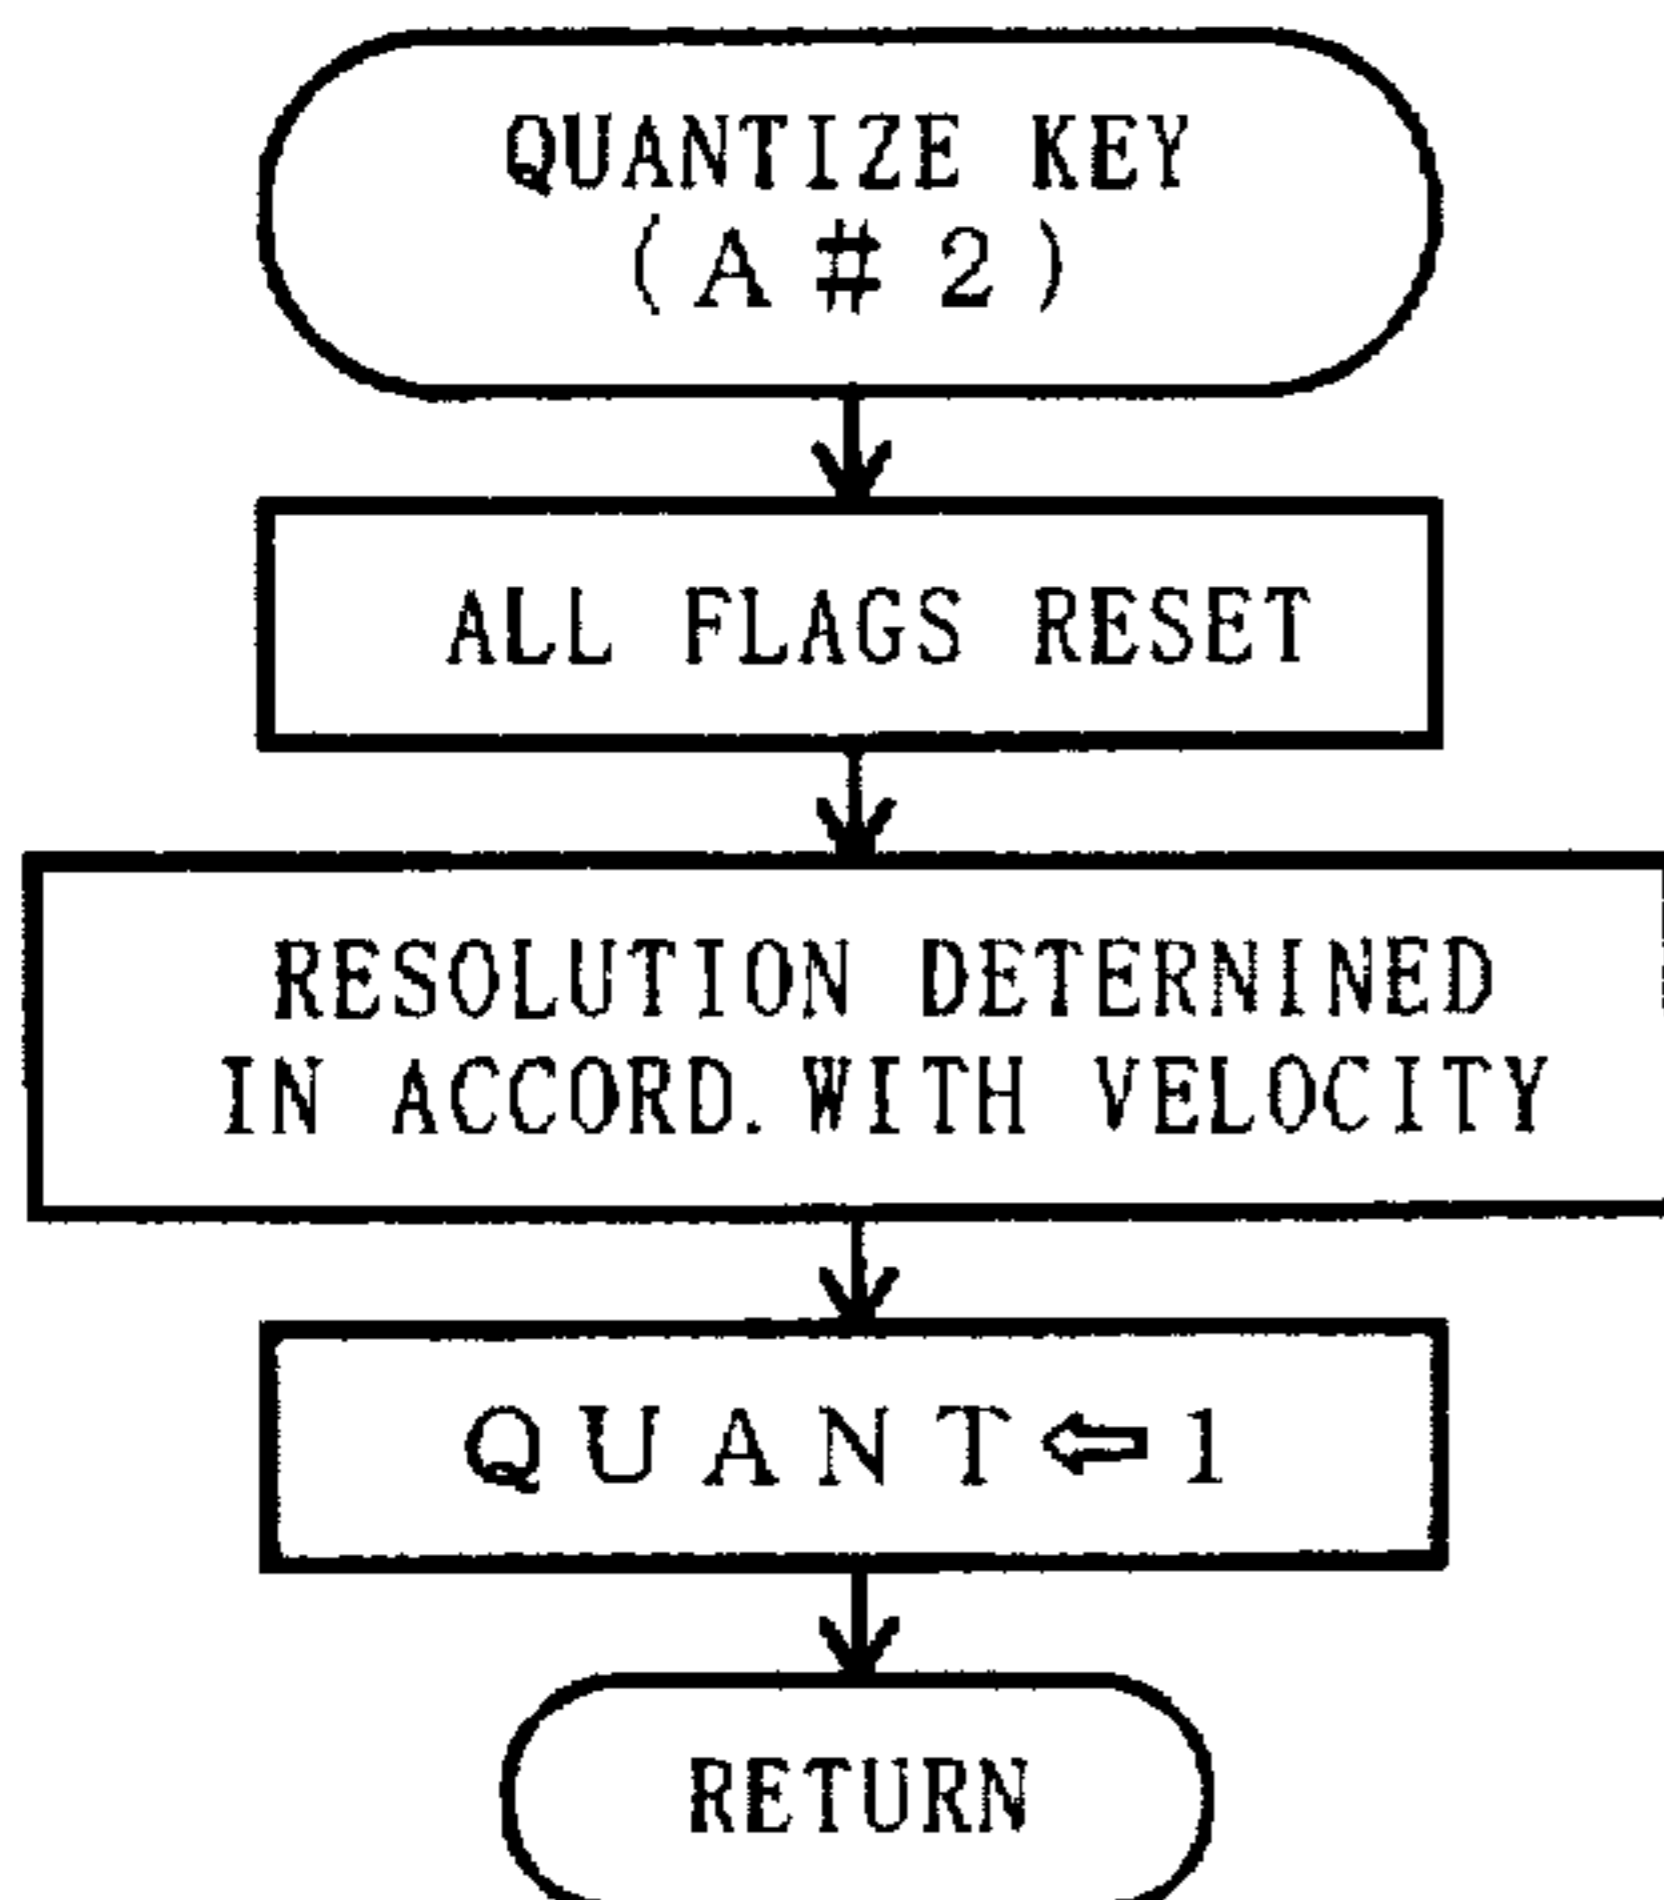 QUANTIZE KEY
(A#2)
ALL FLAGS RESET
RESOLUTION DETERNINED
IN ACCORD. WITH VELOCITY
QUANT⇦1
RETURN